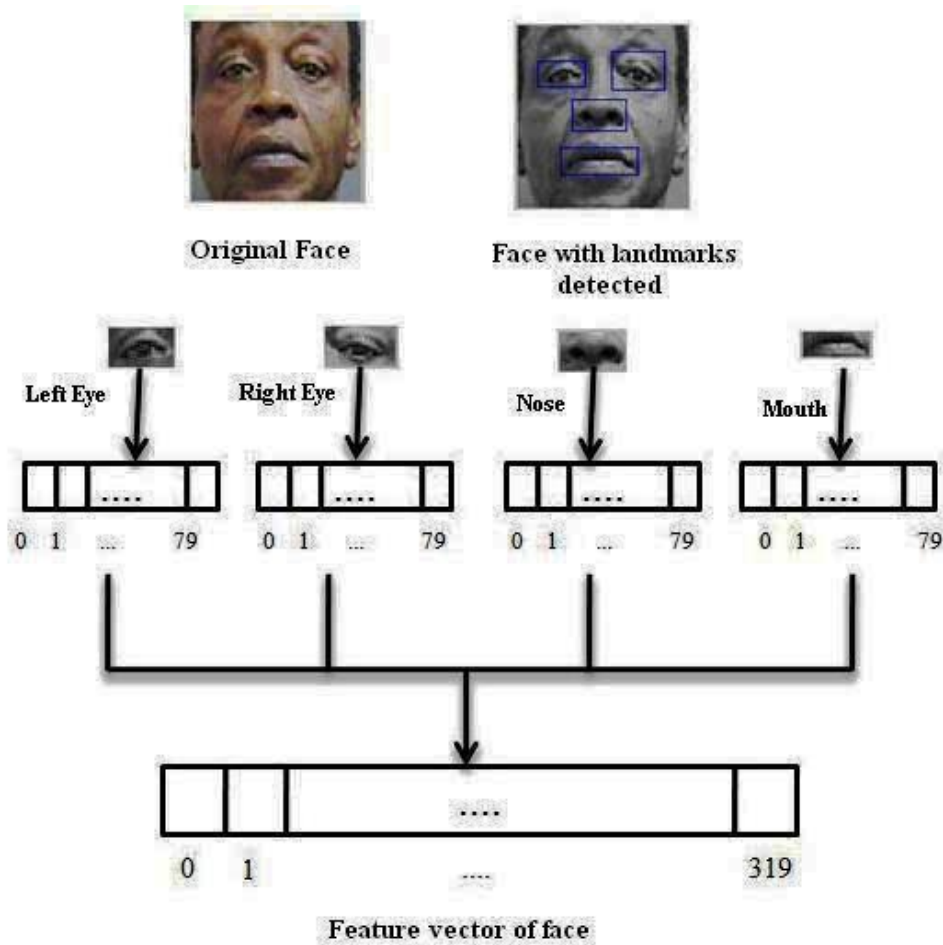 Original Face
Face with landmarks
detected
Left Eye
Right Eye
Nose
Mouth
.... .... .... ....
0 1 ... 79 0 1 ... 79 0 1 ... 79 0 1 ... 79
....
0 1 .... 319
Feature vector of face